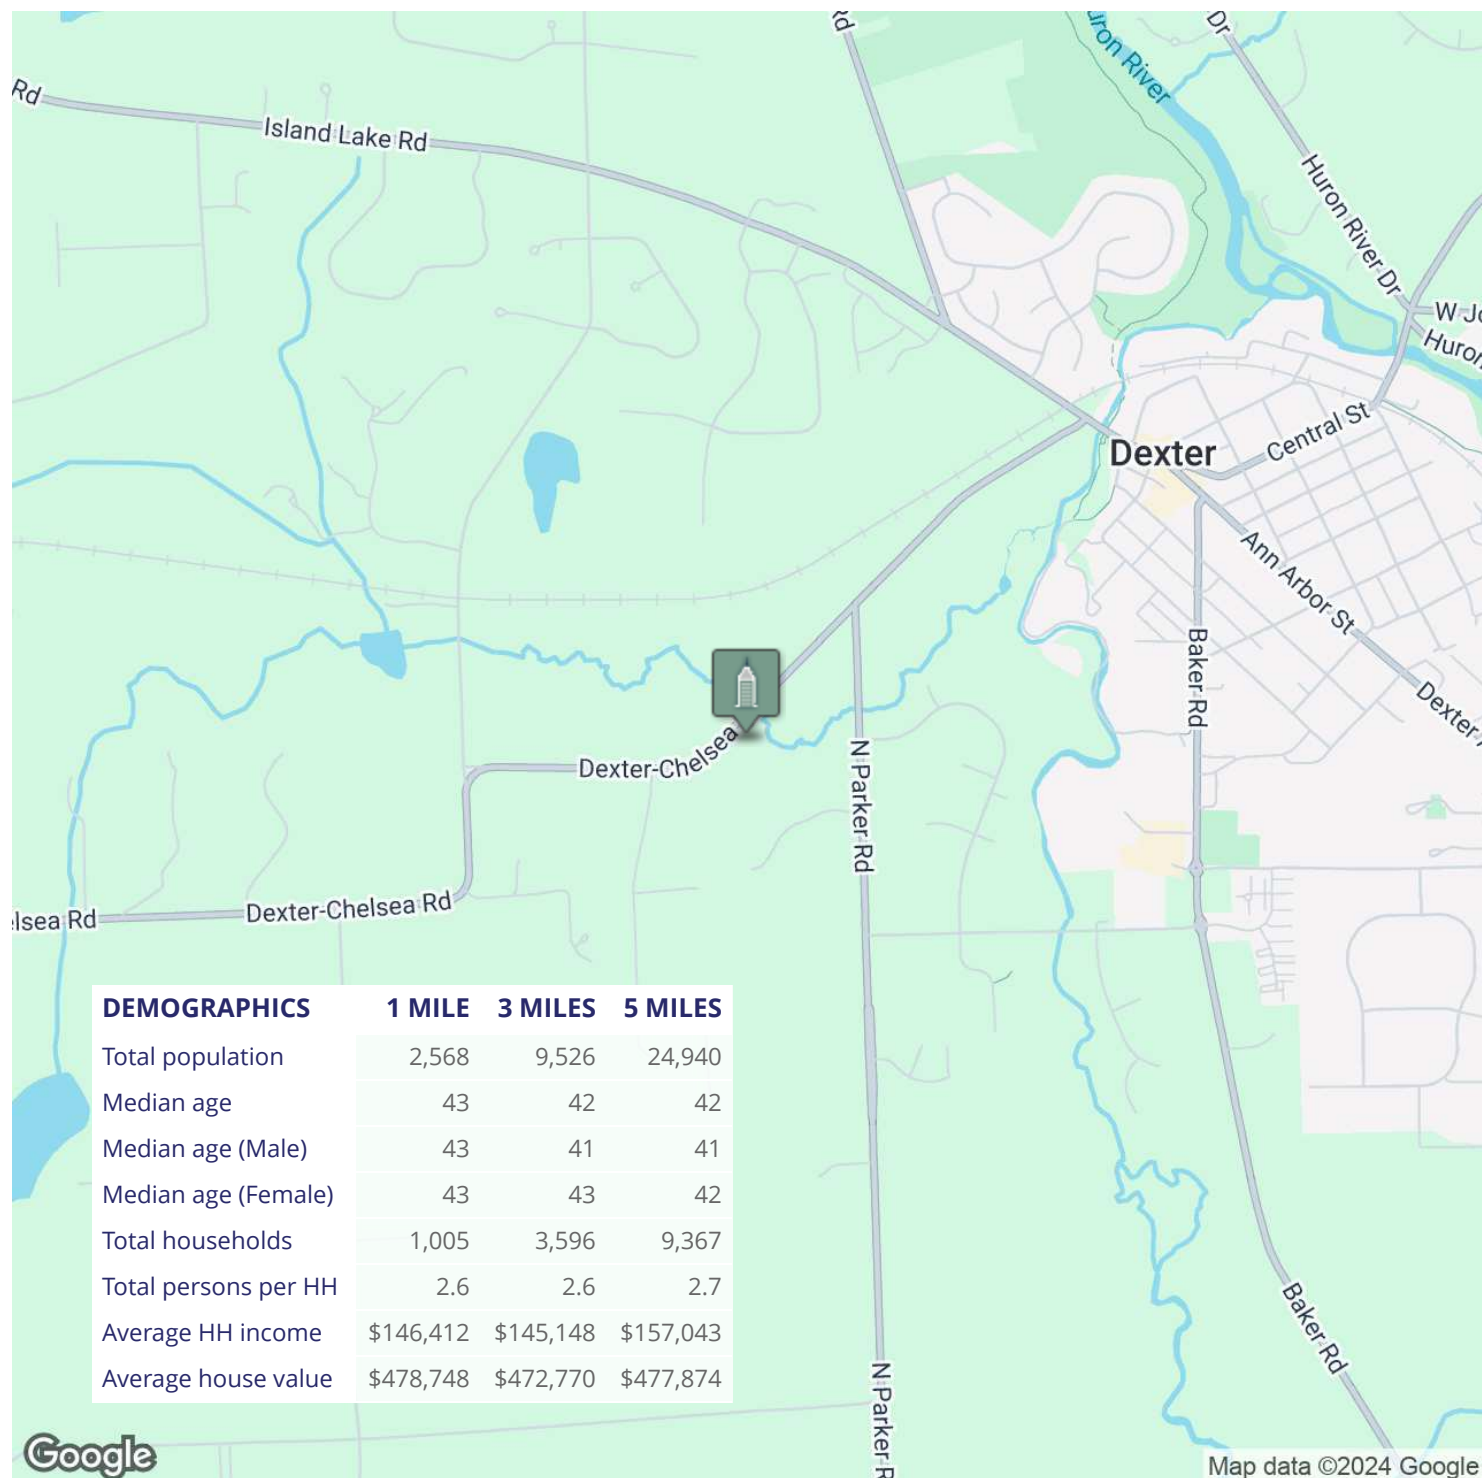 Rd
Rd
Dr
uron River
Island Lake Rd
Huron River Dr
W Jo
Huron
Dexter
Central St
Ann Arbor St
Baker Rd
Dexter-
Dexter-Chelsea
N Parker Rd
elsea Rd
Dexter-Chelsea Rd
DEMOGRAPHICS 1 MILE 3 MILES 5 MILES
Total population 2,568 9,526 24,940
Median age 43 42 42
Median age (Male) 43 41 41
Median age (Female) 43 43 42
Total households 1,005 3,596 9,367
Total persons per HH 2.6 2.6 2.7
Average HH income $146,412 $145,148 $157,043
Average house value $478,748 $472,770 $477,874
Baker Rd
N Parker R
Google
Map data ©2024 Google